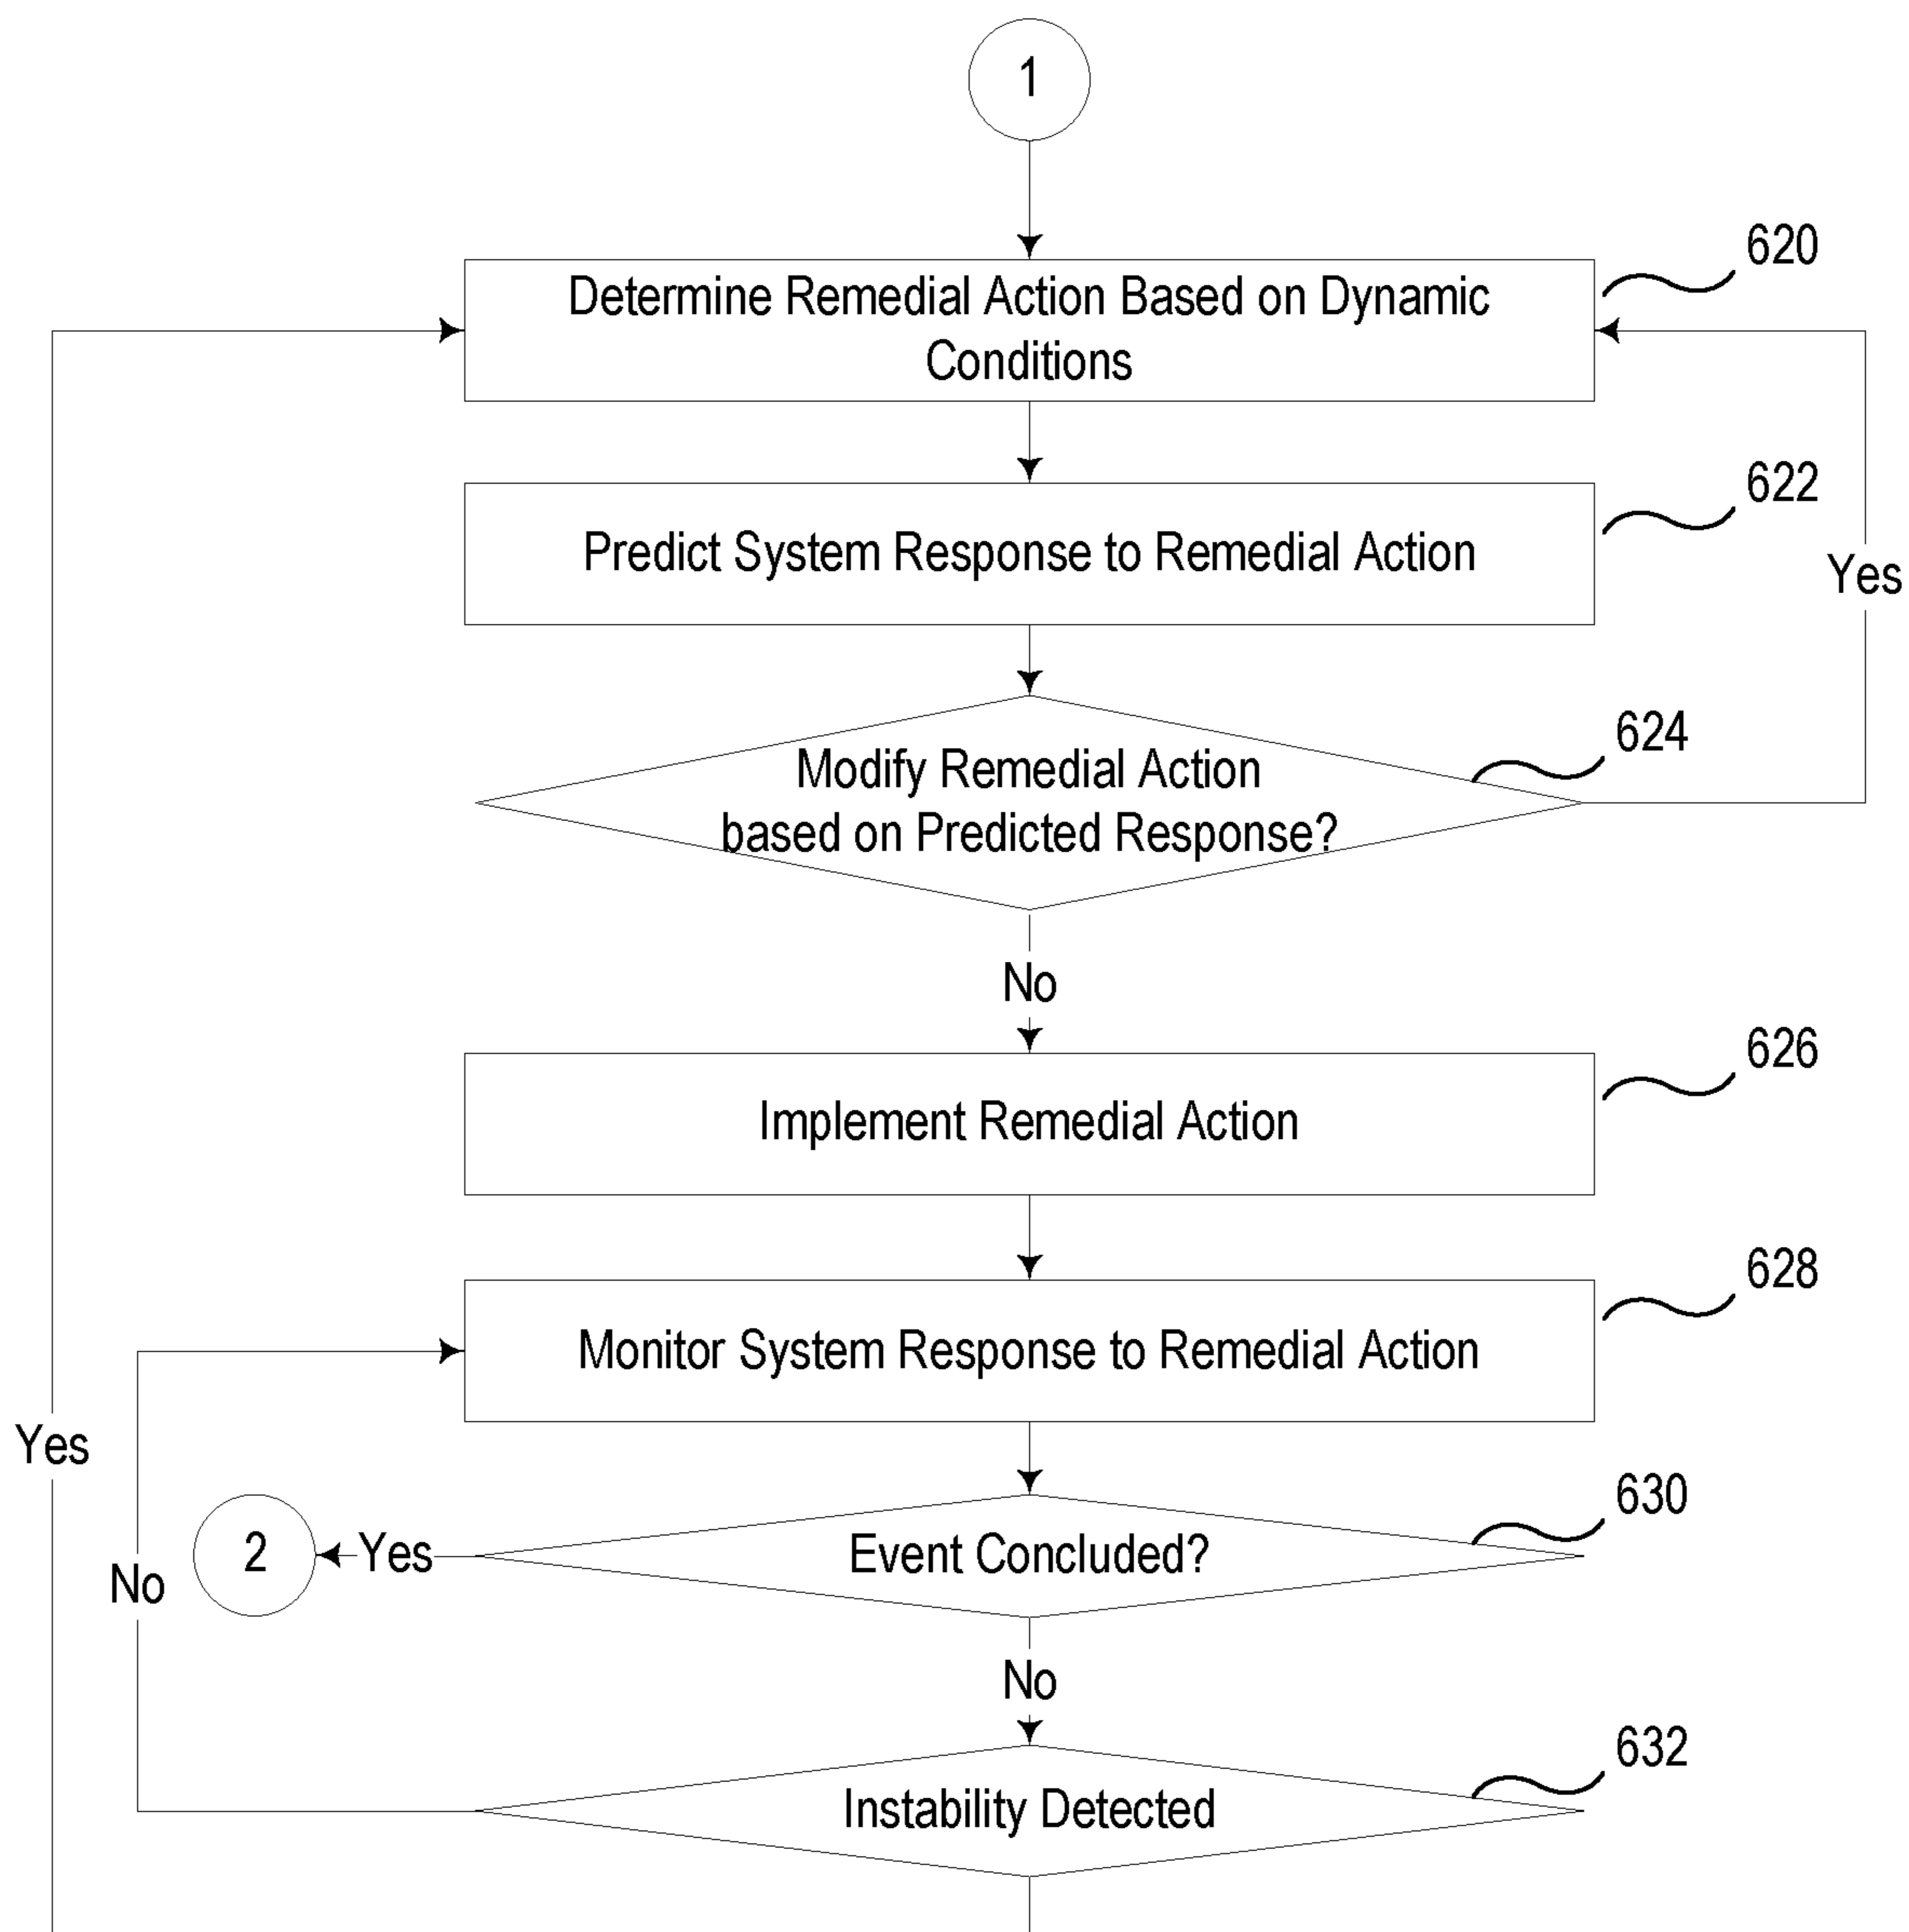 1
620
Determine Remedial Action Based on Dynamic
Conditions
622
Predict System Response to Remedial Action
Yes
624
Modify Remedial Action
based on Predicted Response?
No
626
Implement Remedial Action
628
Monitor System Response to Remedial Action
Yes
630
2
Yes
Event Concluded?
No
No
632
Instability Detected